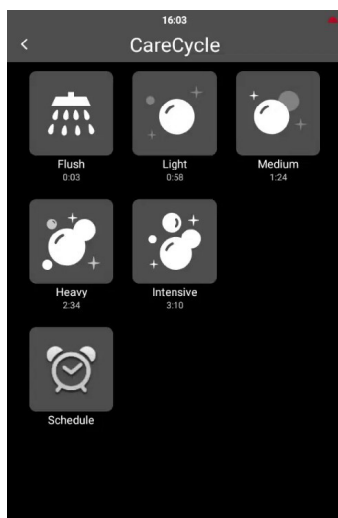 16:03
CareCycle
Flush
0:03
Light
0:58
Medium
1:24
Heavy
2:34
Intensive
3:10
Schedule